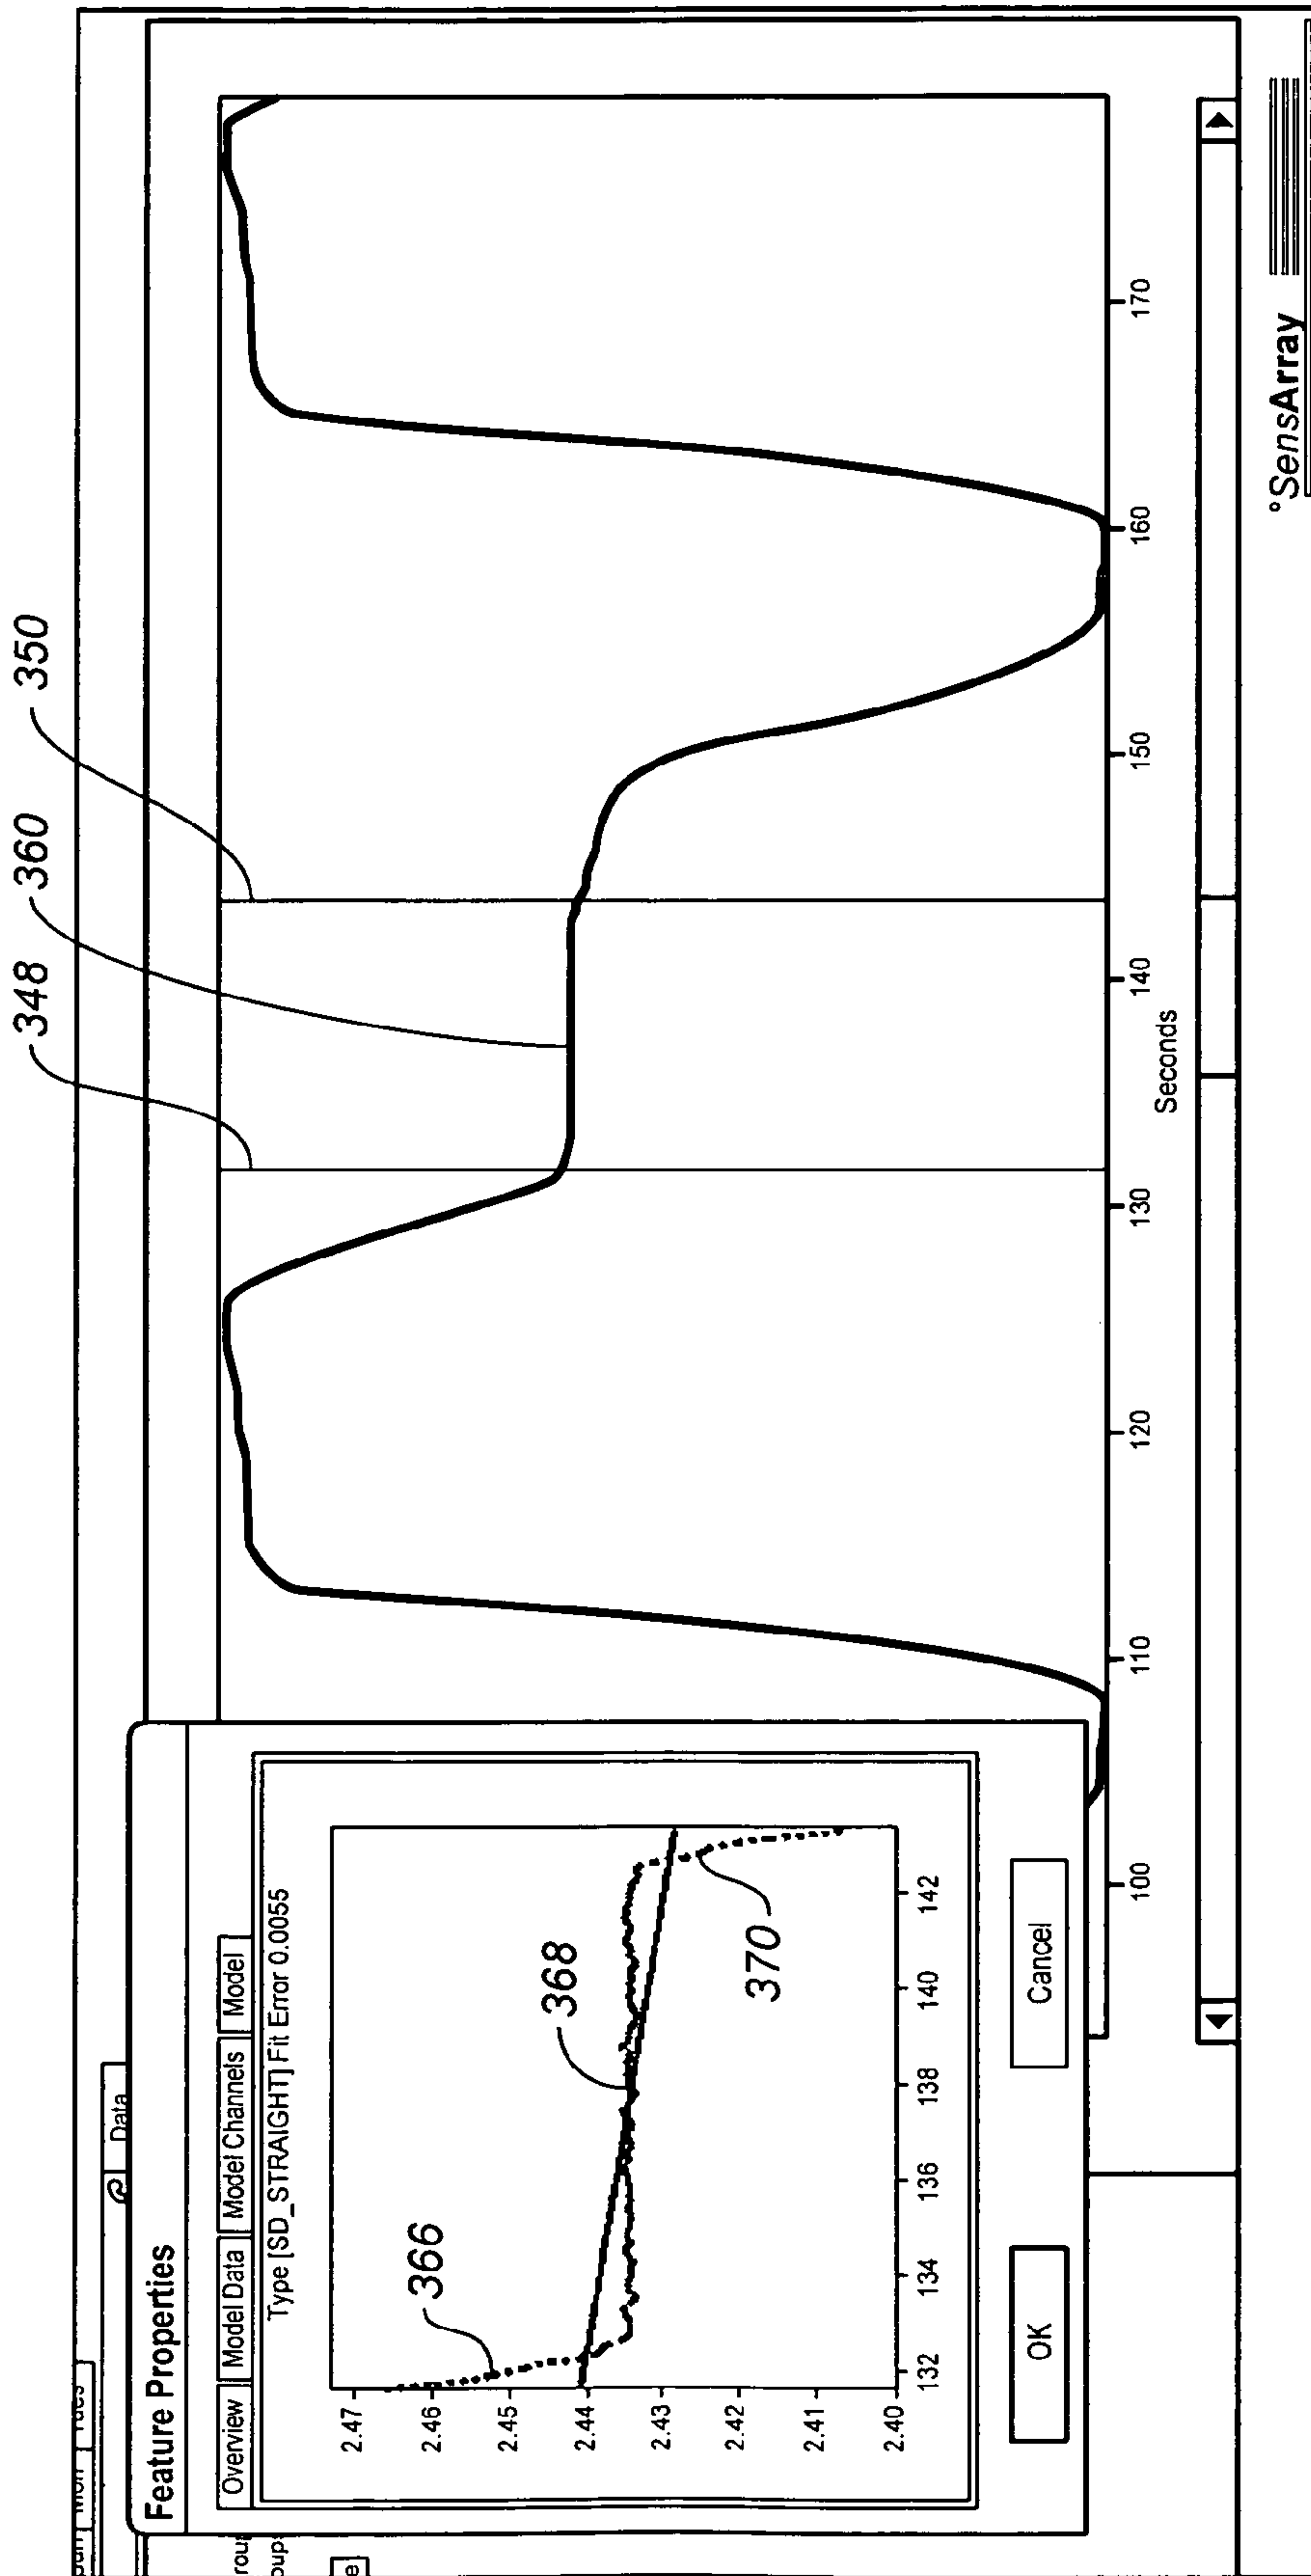 348
360
350
Data
Feature Properties
Overview
Model Data
Model Channels
Model
Type [SD_STRAIGHT] Fit Error 0.0055
2.47
2.46
2.45
2.44
2.43
2.42
2.41
2.40
132
134
136
138
140
142
366
368
370
OK
Cancel
100
110
120
130
140
150
160
170
Seconds
°SensArray